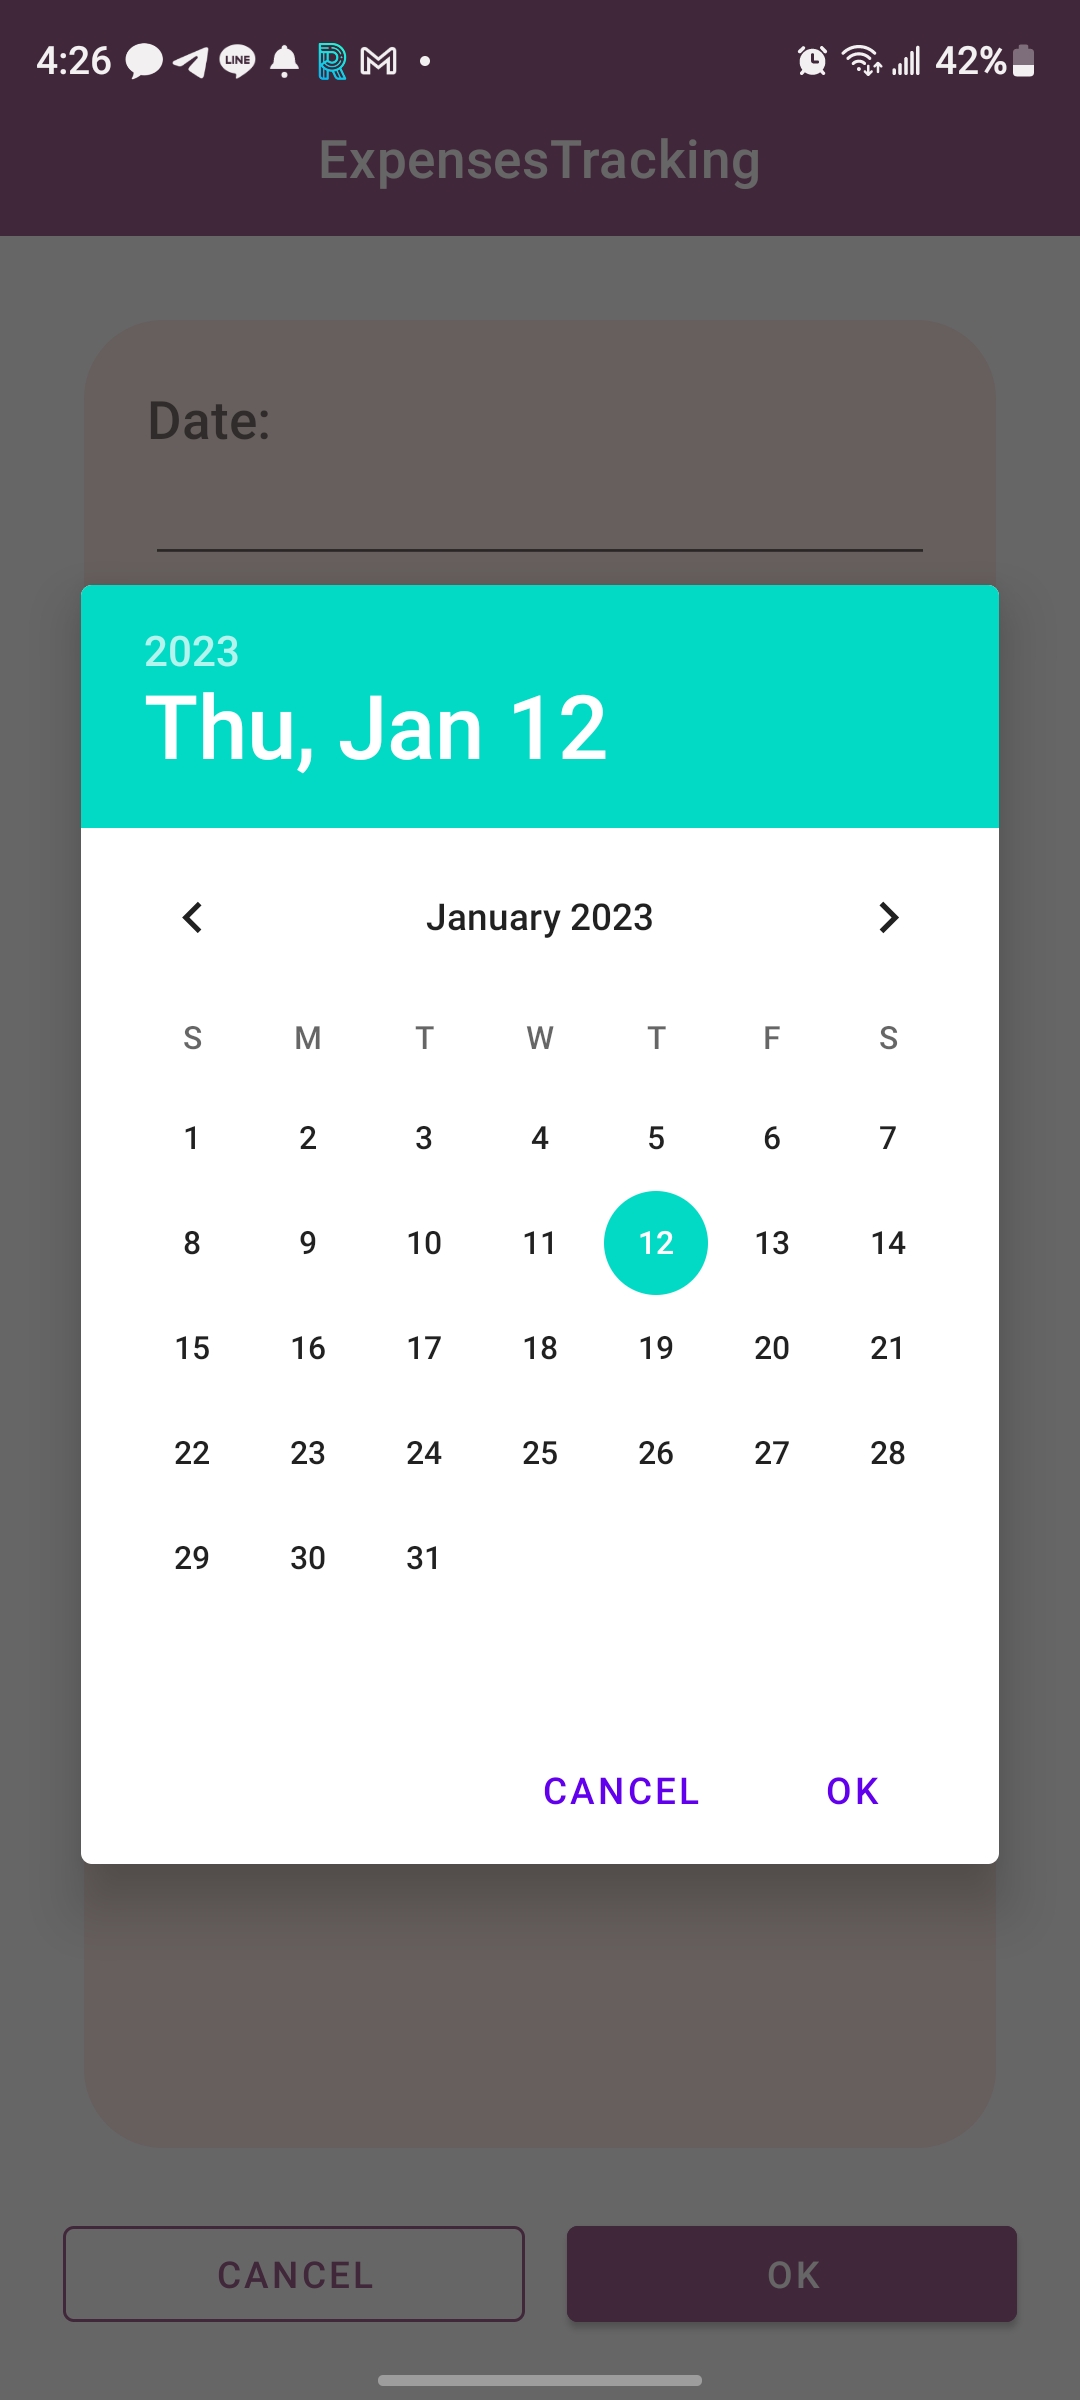 4:26 LINE 42%
ExpensesTracking
Date:
2023
Thu, Jan 12
January 2023
S M T W T F S
1 2 3 4 5 6 7
8 9 10 11 12 13 14
15 16 17 18 19 20 21
22 23 24 25 26 27 28
29 30 31
CANCEL OK
CANCEL OK